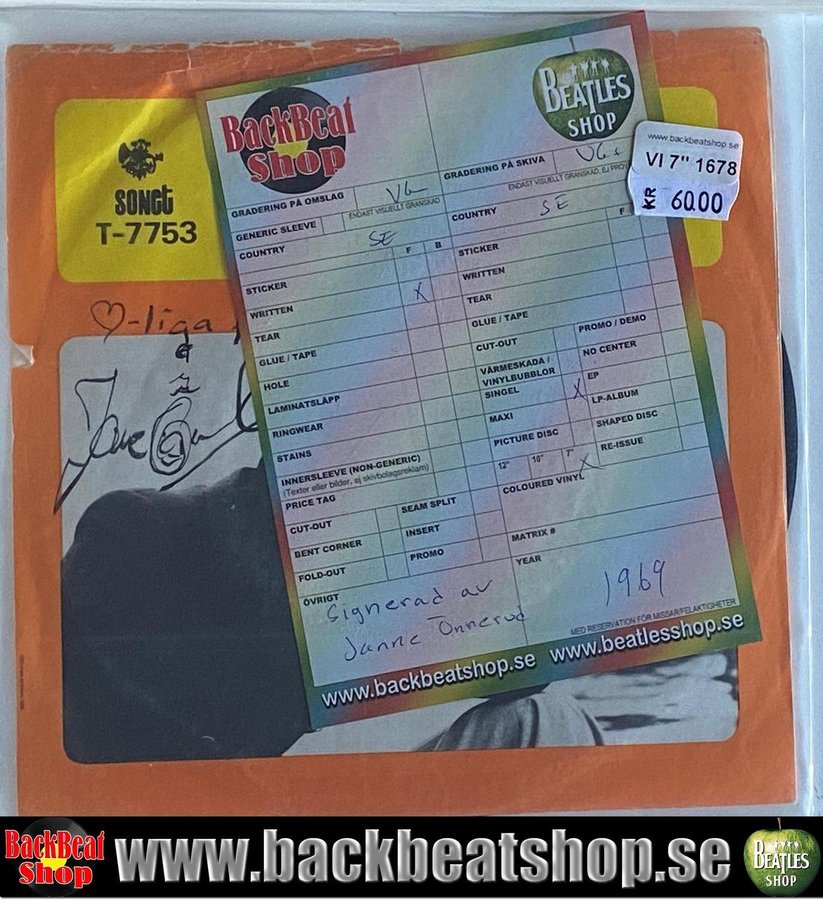 SONET
T-7753
♡-liga
BackBeat
Shop
BEATLES
SHOP
www.backbeatshop.se
VI 7" 1678
KR 60.00
GRADERING PÅ OMSLAG VG
ENDAST VISUELLT GRANSKAD
GENERIC SLEEVE
COUNTRY SE
F B
STICKER
WRITTEN X
TEAR
GLUE / TAPE
HOLE
LAMINATSLÄPP
RINGWEAR
STAINS
INNERSLEEVE (NON-GENERIC)
(Texter eller bilder, ej skivbolagsreklam)
PRICE TAG
CUT-OUT
BENT CORNER
FOLD-OUT
SEAM SPLIT
INSERT
PROMO
ÖVRIGT
Signerad av
Janne Önnerud
GRADERING PÅ SKIVA VG+
ENDAST VISUELLT GRANSKAD, EJ PROV
COUNTRY SE
F
STICKER
WRITTEN
TEAR
GLUE / TAPE
CUT-OUT
VÄRMESKADA /
VINYLBUBBLOR
SINGEL X
MAXI
PICTURE DISC
12" 10" 7" X
PROMO / DEMO
NO CENTER
EP
LP-ALBUM
SHAPED DISC
RE-ISSUE
COLOURED VINYL
MATRIX #
YEAR
1969
MED RESERVATION FÖR MISSAR/FELAKTIGHETER
www.backbeatshop.se www.beatlesshop.se
BackBeat
Shop
www.backbeatshop.se
BEATLES
SHOP